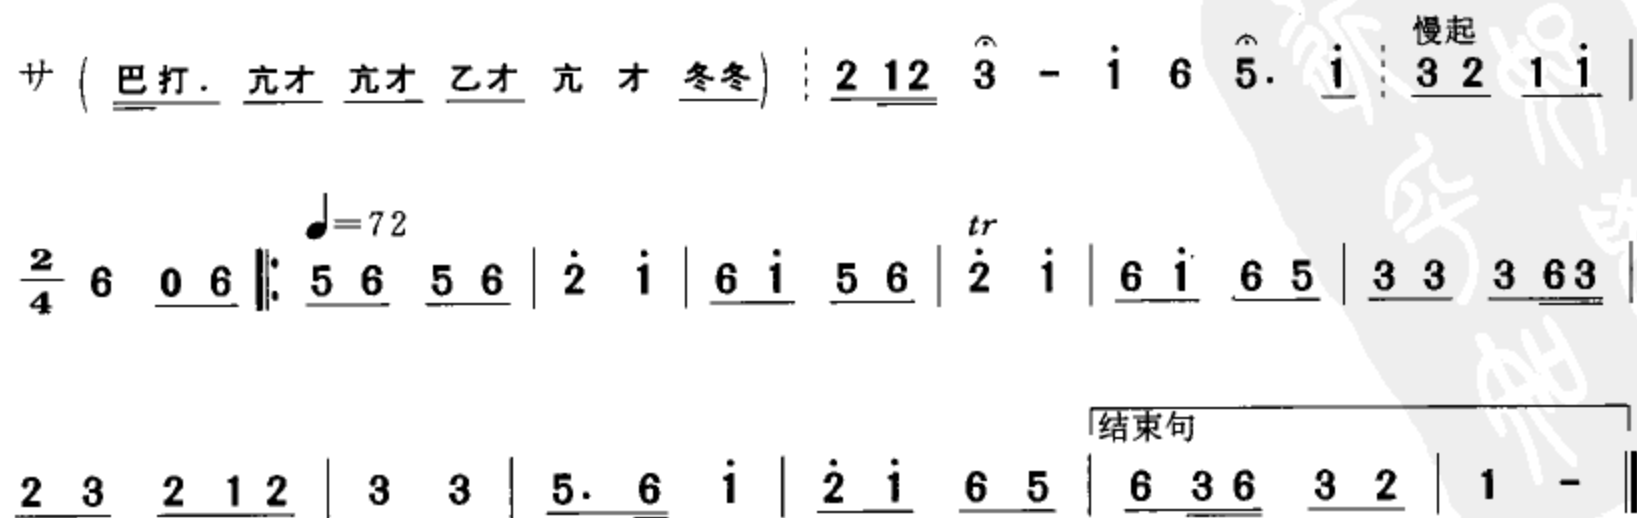 慢起
サ ( 巴打. 亢才 亢才 乙才 亢 才 冬冬) 2 12 3 - i 6 5. i 3 2 1 i
♩=72
tr
2/4 6 0 6 5 6 5 6 2̇ i 6 i 5 6 2̇ i 6 i 6 5 3 3 3 63
结束句
2 3 2 1 2 3 3 5. 6 i 2̇ i 6 5 6 36 3 2 1 -